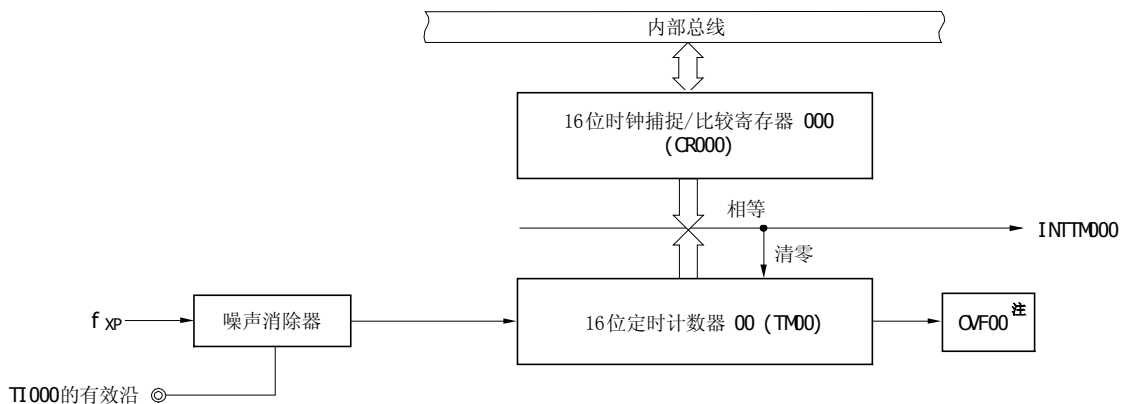 内部总线
16位时钟捕捉/比较寄存器 000
(CR000)
相等
INTTM000
清零
fXP
噪声消除器
16位定时计数器 00 (TM00)
OVF00注
TI000的有效沿